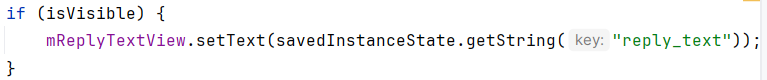 if (isVisible) {
    mReplyTextView.setText(savedInstanceState.getString( key: "reply_text"));
}